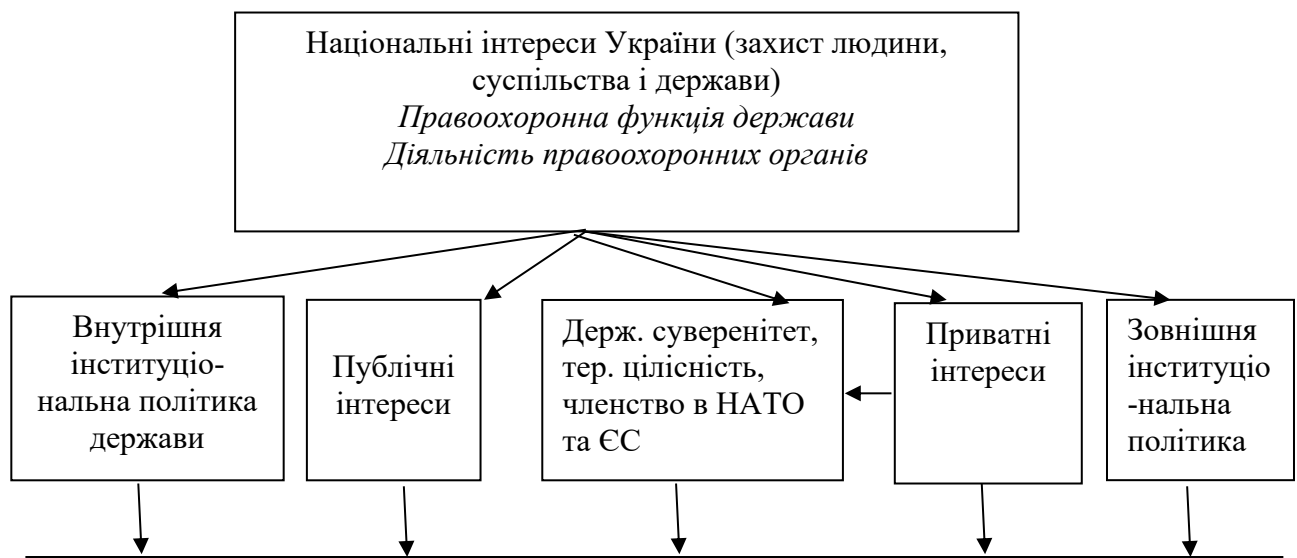 Національні інтереси України (захист людини,
суспільства і держави)
Правоохоронна функція держави
Діяльність правоохоронних органів
Внутрішня
інституціо-
нальна політика
держави
Публічні
інтереси
Держ. суверенітет,
тер. цілісність,
членство в НАТО
та ЄС
Приватні
інтереси
Зовнішня
інституціо
-нальна
політика